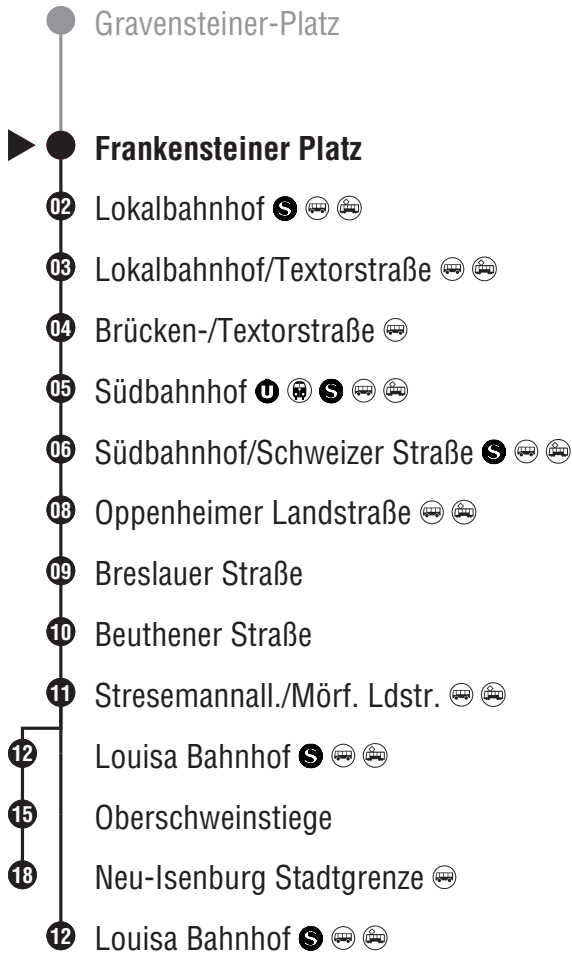 Gravensteiner-Platz
Frankensteiner Platz
02 Lokalbahnhof S
03 Lokalbahnhof/Textorstraße
04 Brücken-/Textorstraße
05 Südbahnhof U S
06 Südbahnhof/Schweizer Straße S
08 Oppenheimer Landstraße
09 Breslauer Straße
10 Beuthener Straße
11 Stresemannall./Mörf. Ldstr.
12 Louisa Bahnhof S
15 Oberschweinstiege
18 Neu-Isenburg Stadtgrenze
12 Louisa Bahnhof S